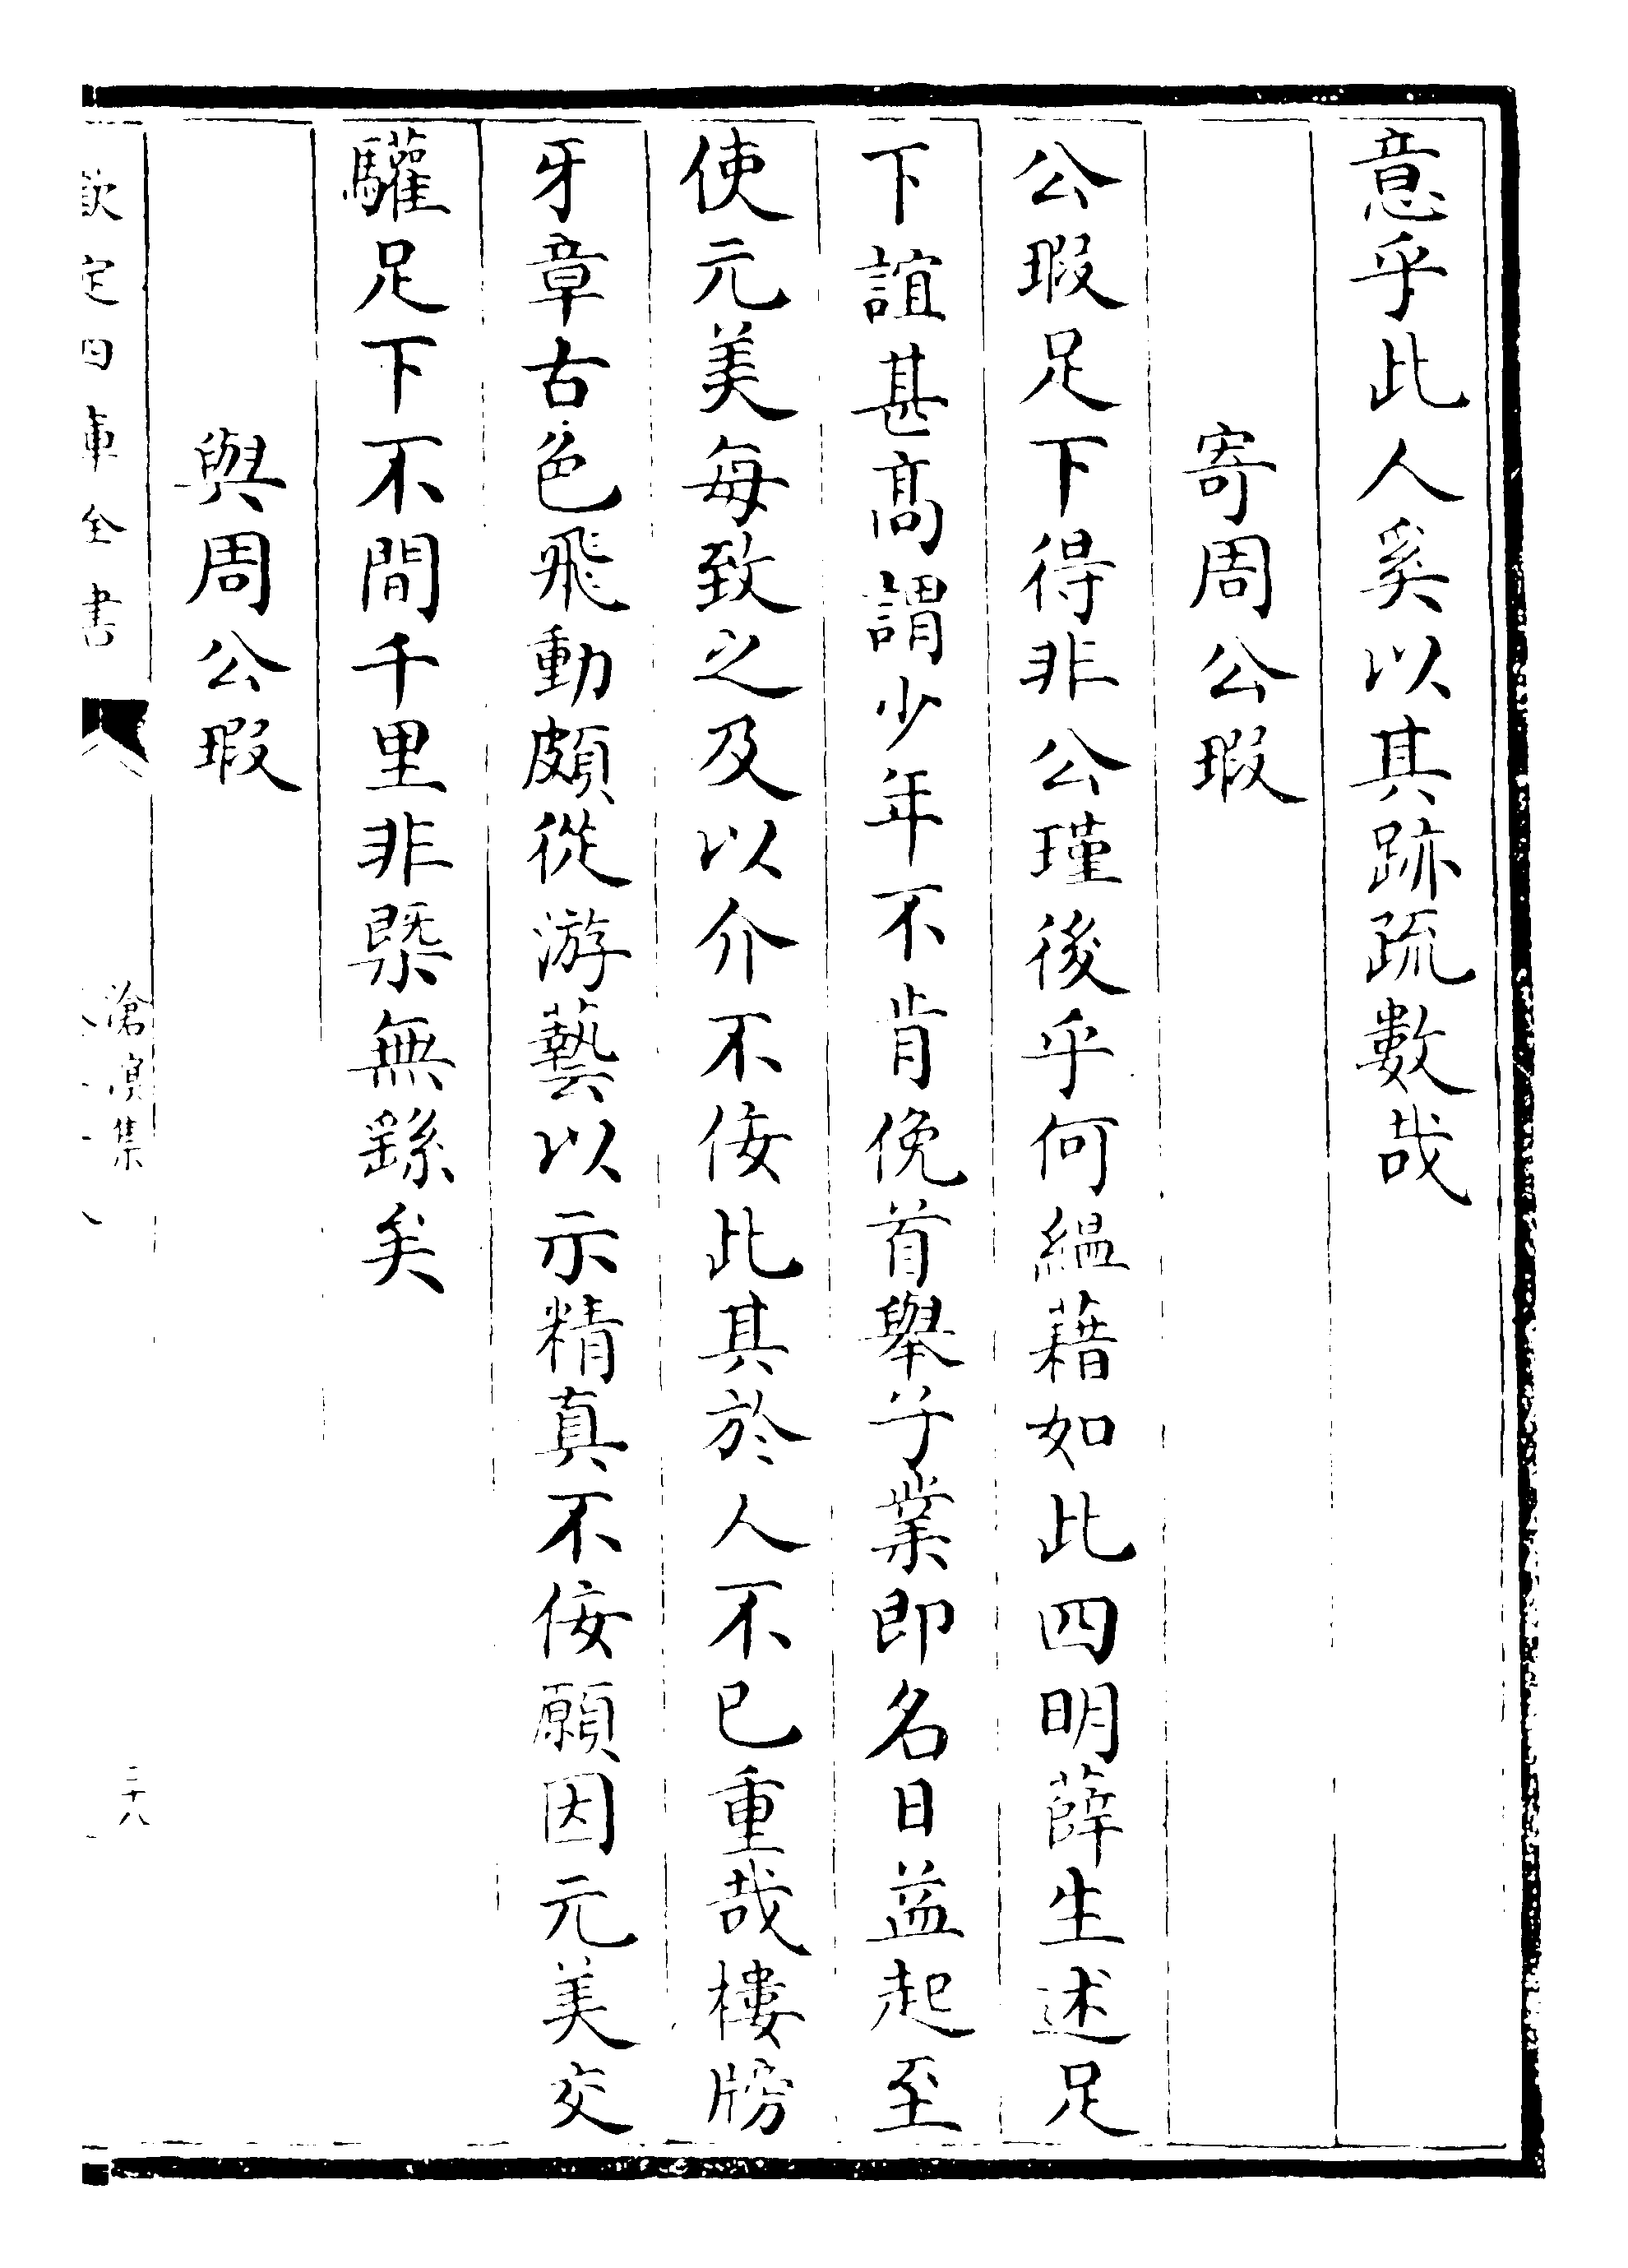 意乎此人奚以其跡疏數哉
寄周公瑕
公瑕足下得非公瑾後乎何緼藉如此四明薛生述足
下誼甚髙謂少年不肯俛首舉子業即名日益起至
使元美每致之及以介不佞此其於人不已重哉樓牓
牙章古色飛動頗從游藝以示精真不佞願因元美交
驩足下不間千里非槩無繇矣
與周公瑕
欽定四庫全書
滄溟集
二十八